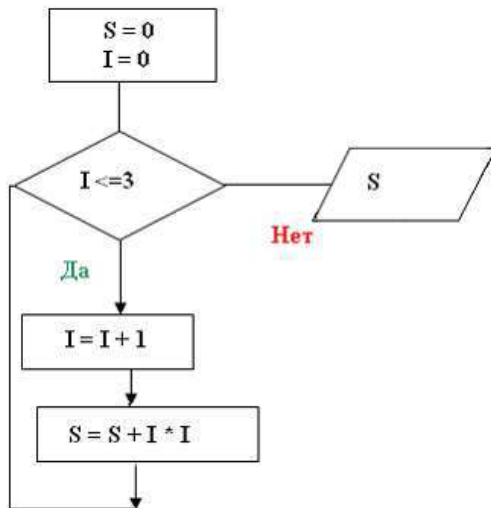 S = 0
I = 0
I <=3
S
Нет
Да
I = I + 1
S = S + I * I